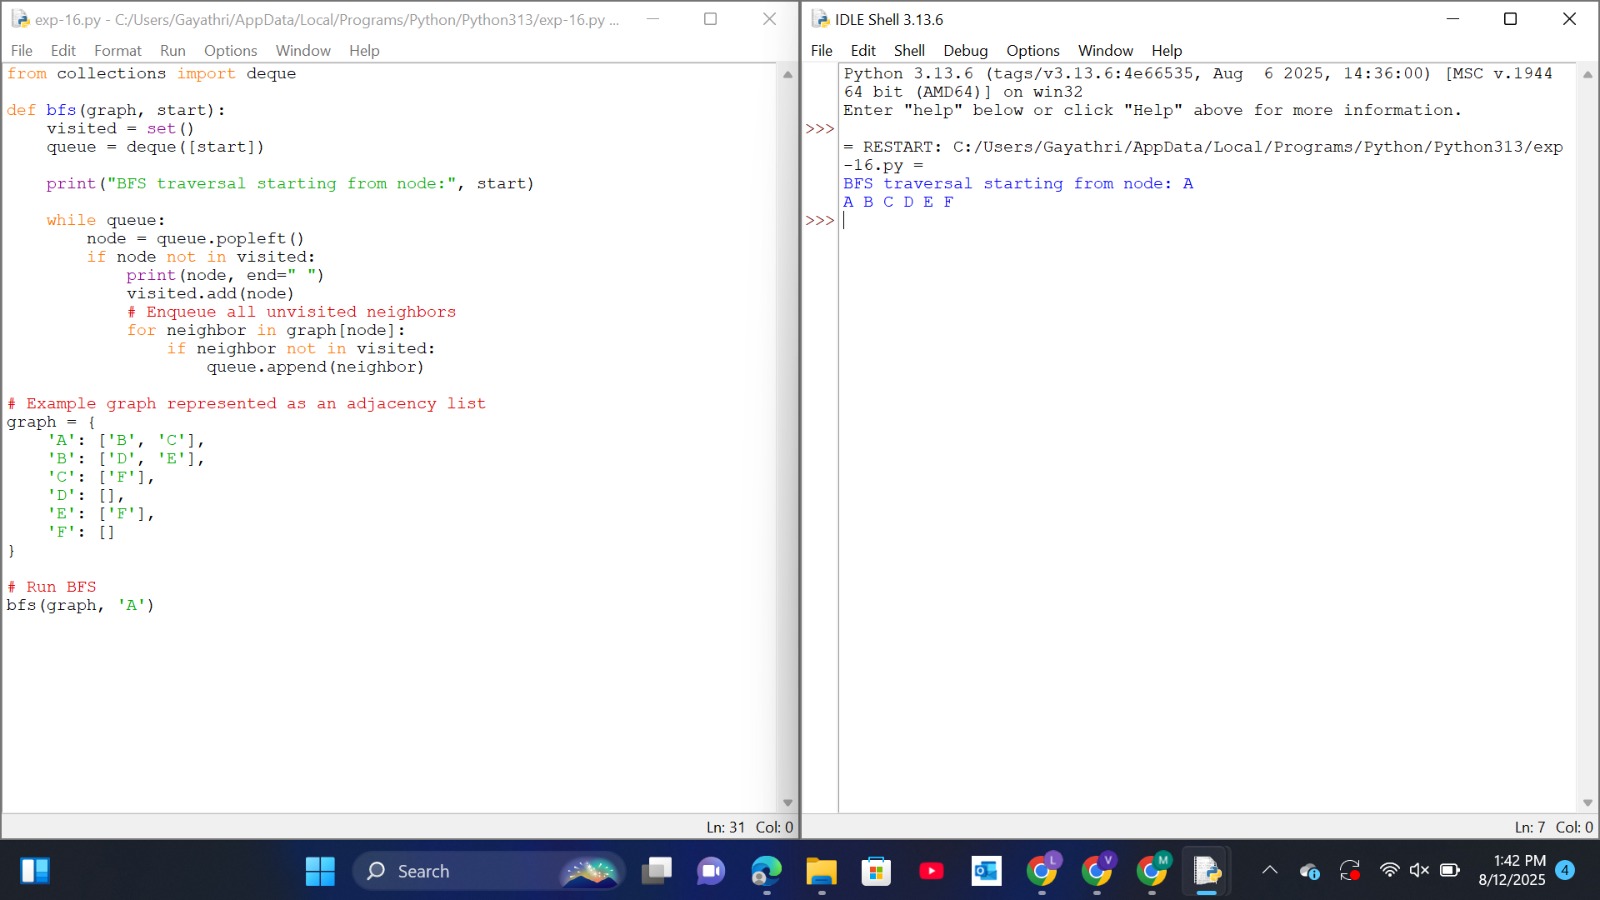 exp-16.py - C:/Users/Gayathri/AppData/Local/Programs/Python/Python313/exp-16.py ...
File Edit Format Run Options Window Help
from collections import deque

def bfs(graph, start):
    visited = set()
    queue = deque([start])

    print("BFS traversal starting from node:", start)

    while queue:
        node = queue.popleft()
        if node not in visited:
            print(node, end=" ")
            visited.add(node)
            # Enqueue all unvisited neighbors
            for neighbor in graph[node]:
                if neighbor not in visited:
                    queue.append(neighbor)

# Example graph represented as an adjacency list
graph = {
    'A': ['B', 'C'],
    'B': ['D', 'E'],
    'C': ['F'],
    'D': [],
    'E': ['F'],
    'F': []
}

# Run BFS
bfs(graph, 'A')
Ln: 31 Col: 0
IDLE Shell 3.13.6
File Edit Shell Debug Options Window Help
Python 3.13.6 (tags/v3.13.6:4e66535, Aug  6 2025, 14:36:00) [MSC v.1944
64 bit (AMD64)] on win32
Enter "help" below or click "Help" above for more information.
>>>
= RESTART: C:/Users/Gayathri/AppData/Local/Programs/Python/Python313/exp
-16.py =
BFS traversal starting from node: A
A B C D E F
>>>
Ln: 7 Col: 0
Search
L
V
M
1:42 PM
8/12/2025
4